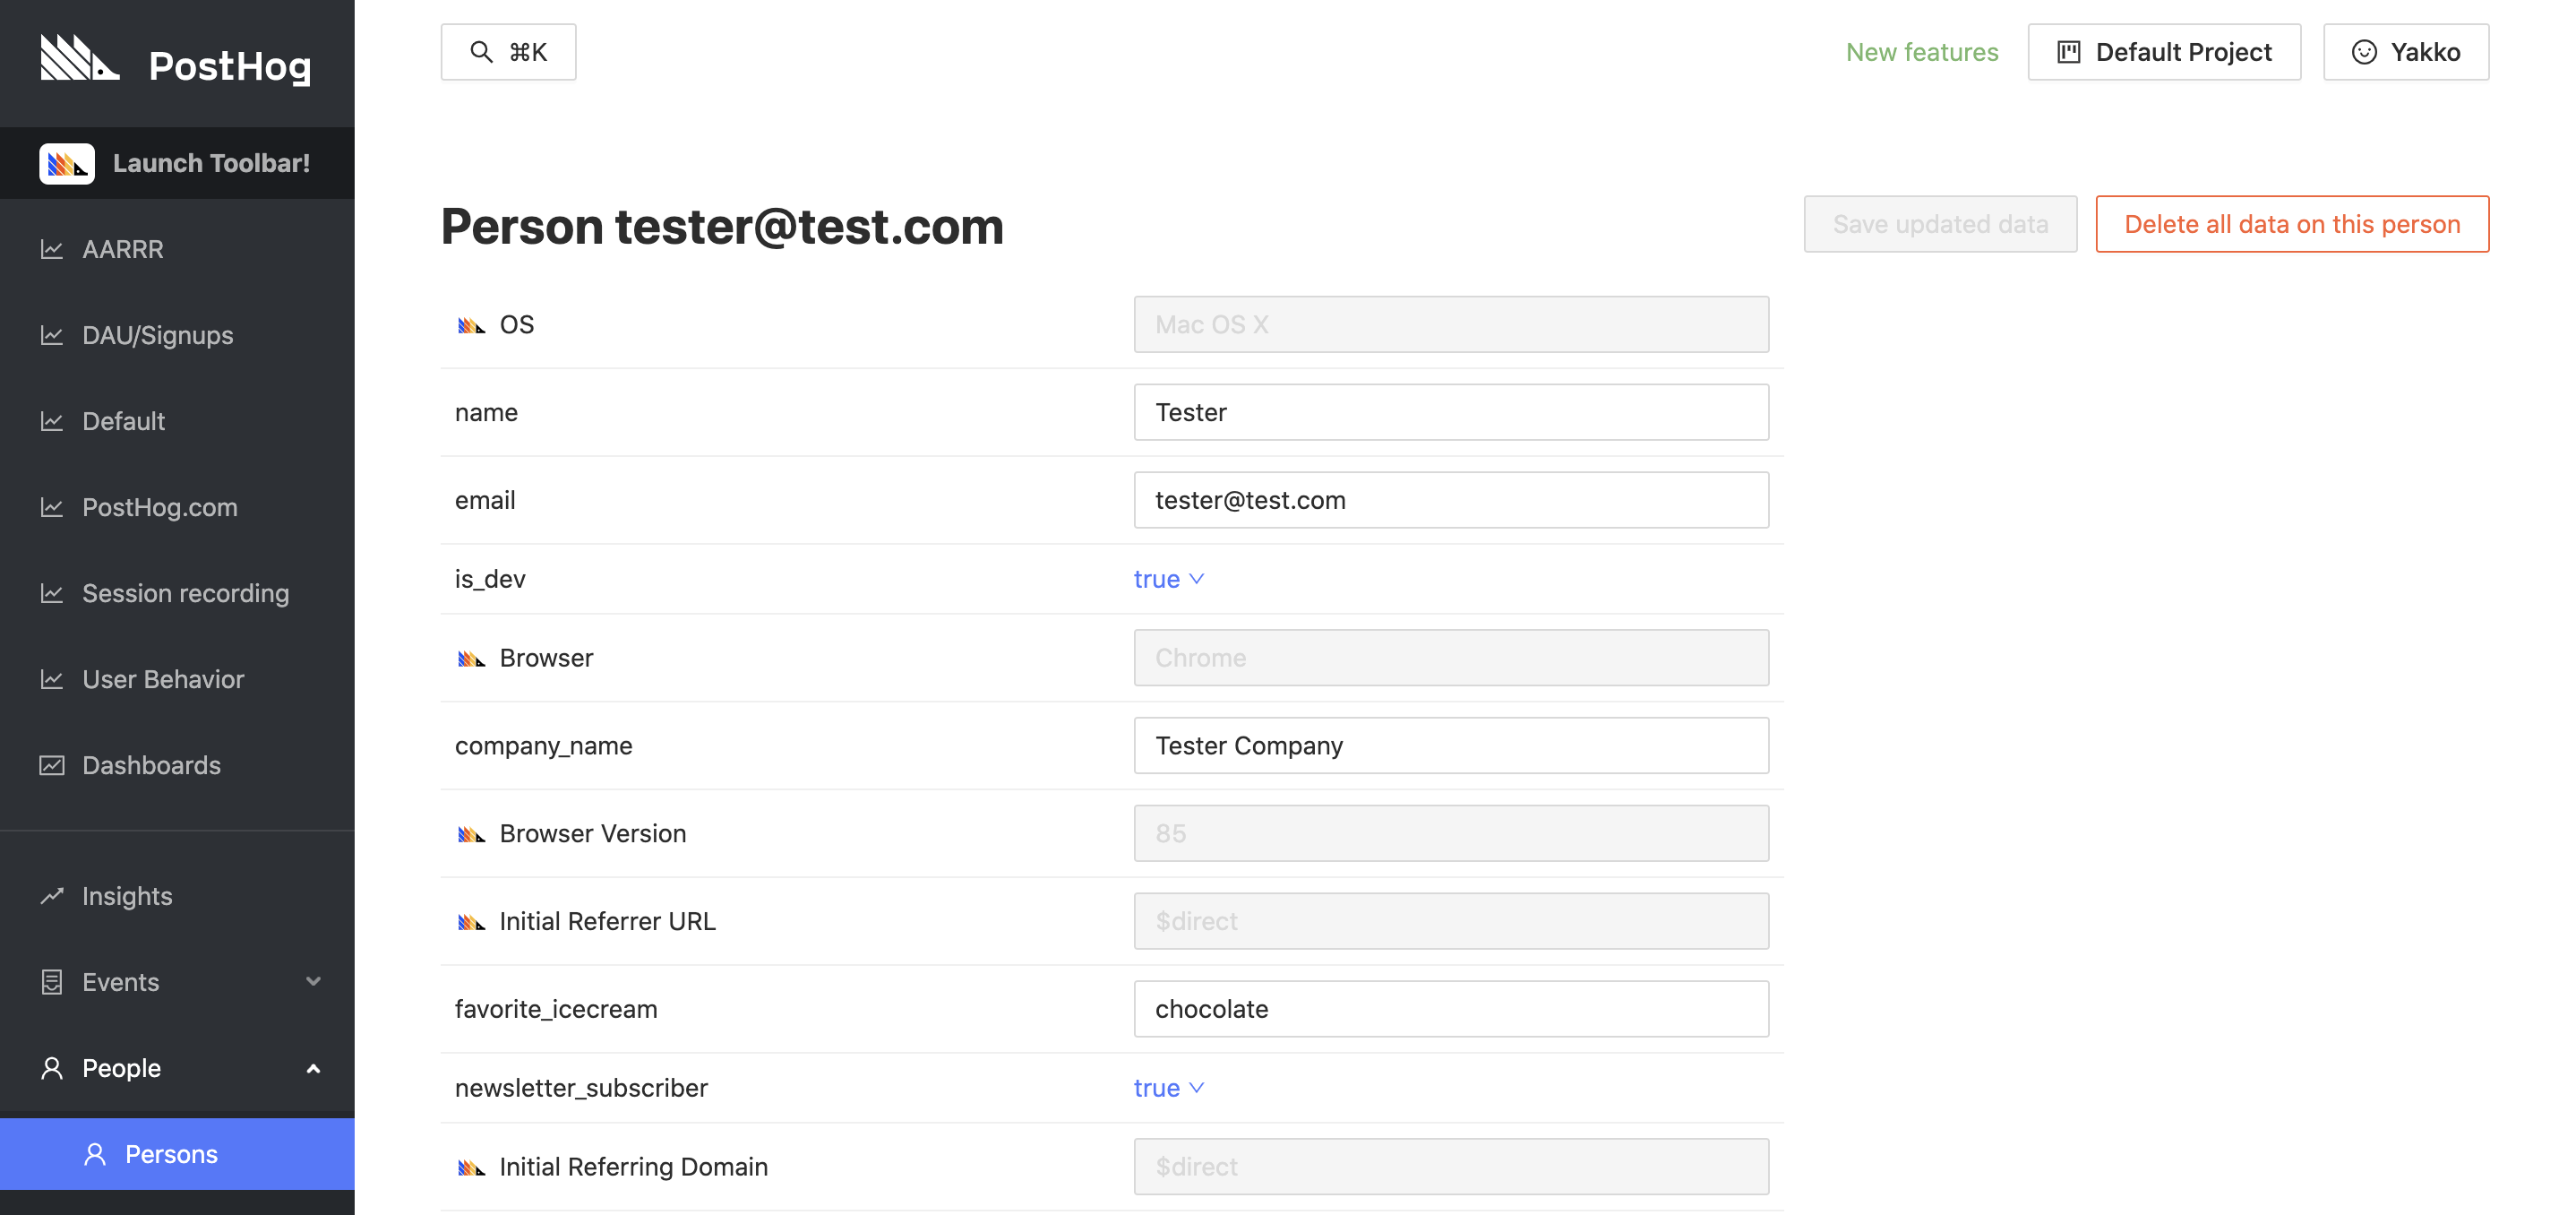 PostHog
Launch Toolbar!
AARRR
DAU/Signups
Default
PostHog.com
Session recording
User Behavior
Dashboards
Insights
Events
People
Persons
⌘K
New features
Default Project
Yakko
Person tester@test.com
Save updated data
Delete all data on this person
OS Mac OS X
name Tester
email tester@test.com
is_dev true
Browser Chrome
company_name Tester Company
Browser Version 85
Initial Referrer URL $direct
favorite_icecream chocolate
newsletter_subscriber true
Initial Referring Domain $direct